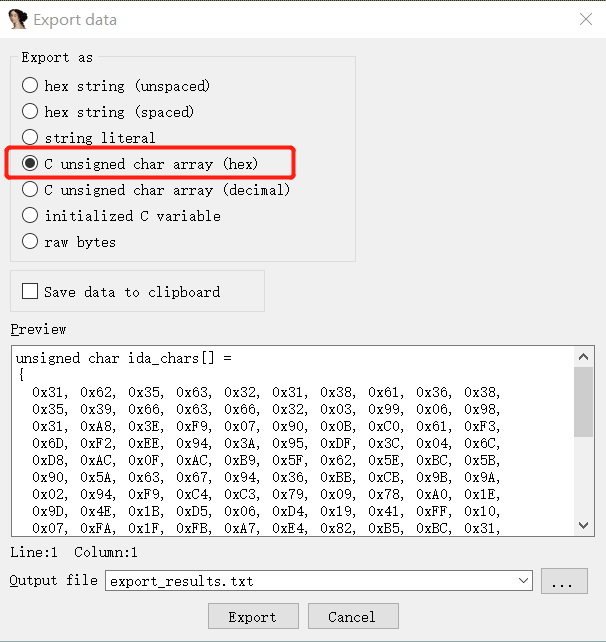 Export data
Export as
hex string (unspaced)
hex string (spaced)
string literal
C unsigned char array (hex)
C unsigned char array (decimal)
initialized C variable
raw bytes
Save data to clipboard
Preview
unsigned char ida_chars[] =
{
0x31, 0x62, 0x35, 0x63, 0x32, 0x31, 0x38, 0x61, 0x36, 0x38,
0x35, 0x39, 0x66, 0x63, 0x66, 0x32, 0x03, 0x99, 0x06, 0x98,
0x31, 0xA8, 0x3E, 0xF9, 0x07, 0x90, 0x0B, 0xC0, 0x61, 0xF3,
0x6D, 0xF2, 0xEE, 0x94, 0x3A, 0x95, 0xDF, 0x3C, 0x04, 0x6C,
0xD8, 0xAC, 0x0F, 0xAC, 0xB9, 0x5F, 0x62, 0x5E, 0xBC, 0x5B,
0x90, 0x5A, 0x63, 0x67, 0x94, 0x36, 0xBB, 0xCB, 0x9B, 0x9A,
0x02, 0x94, 0xF9, 0xC4, 0xC3, 0x79, 0x09, 0x78, 0xA0, 0x1E,
0x9D, 0x4E, 0x1B, 0xD5, 0x06, 0xD4, 0x19, 0x41, 0xFF, 0x10,
0x07, 0xFA, 0x1F, 0xFB, 0xA7, 0xE4, 0x82, 0xB5, 0xBC, 0x31,
Line:1 Column:1
Output file export_results.txt ...
Export Cancel